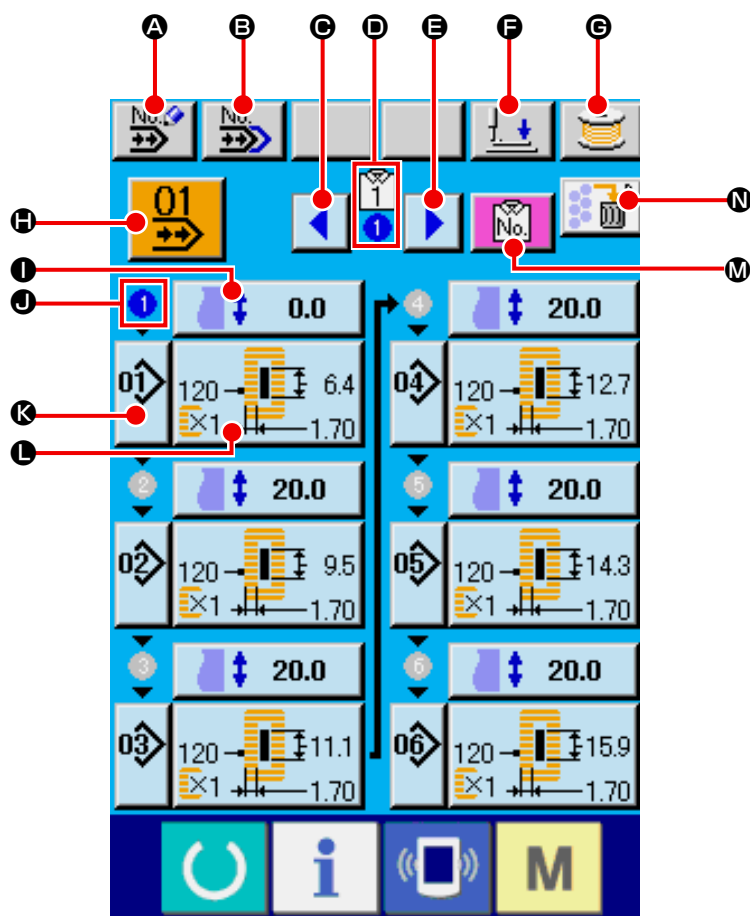 A B C D E F G
No. No.
H 01 1 1 No. N
M
I
J 1 0.0 4 20.0
K 01 120 6.4 04 120 12.7
L ×1 1.70 ×1 1.70
2 20.0 5 20.0
02 120 9.5 05 120 14.3
×1 1.70 ×1 1.70
3 20.0 6 20.0
03 120 11.1 06 120 15.9
×1 1.70 ×1 1.70
i M